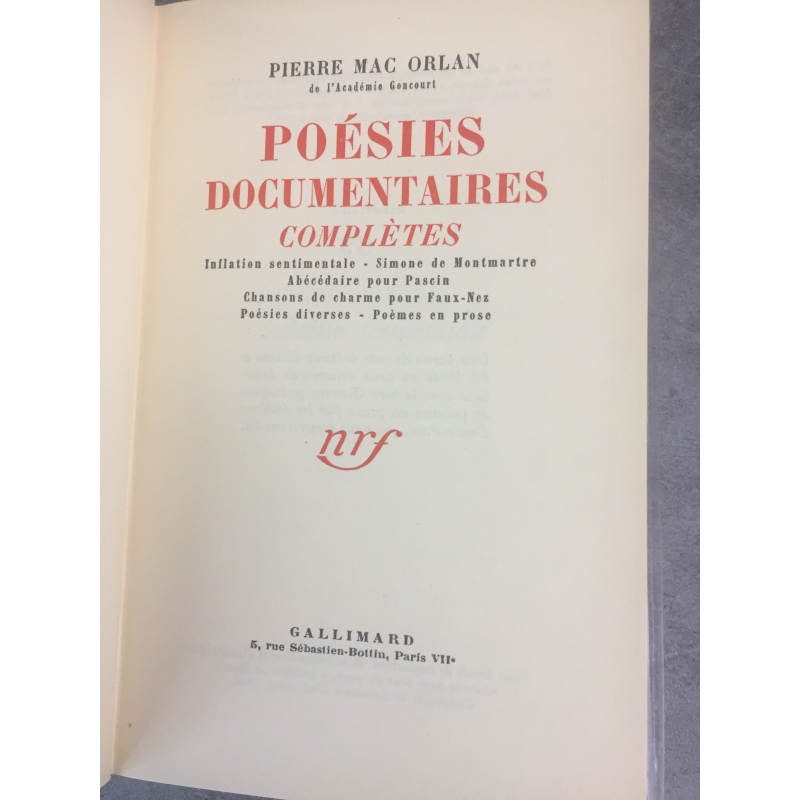 PIERRE MAC ORLAN
de l'Académie Goncourt
POÉSIES
DOCUMENTAIRES
COMPLÈTES
Inflation sentimentale - Simone de Montmartre
Abécédaire pour Pascin
Chansons de charme pour Faux-Nez
Poésies diverses - Poèmes en prose
nrf
GALLIMARD
5, rue Sébastien-Bottin, Paris VIIe